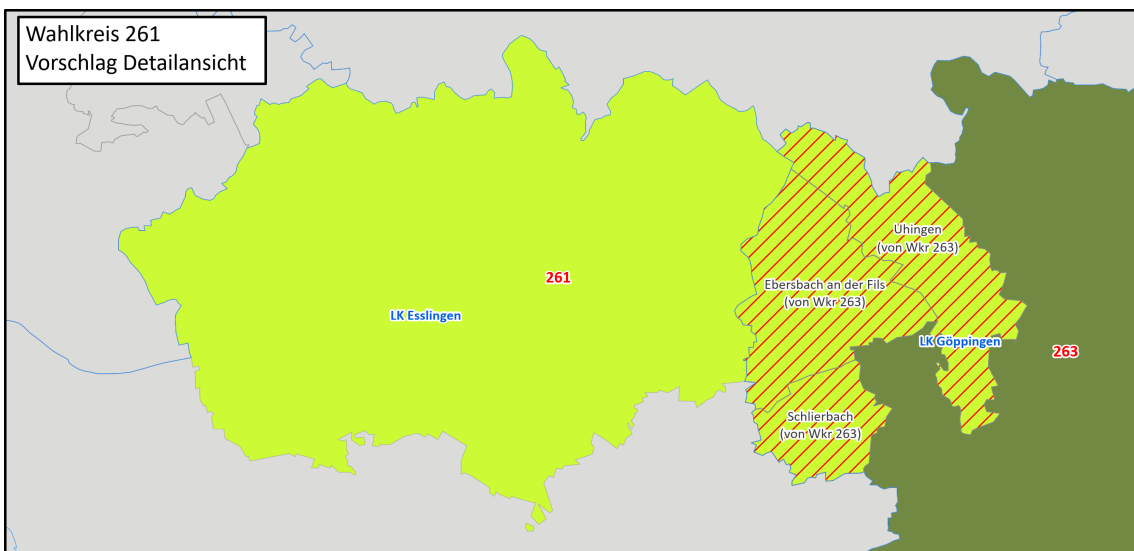 Wahlkreis 261
Vorschlag Detailansicht
Uhingen
(von Wkr 263)
261
Ebersbach an der Fils
(von Wkr 263)
LK Esslingen
LK Göppingen
263
Schlierbach
(von Wkr 263)